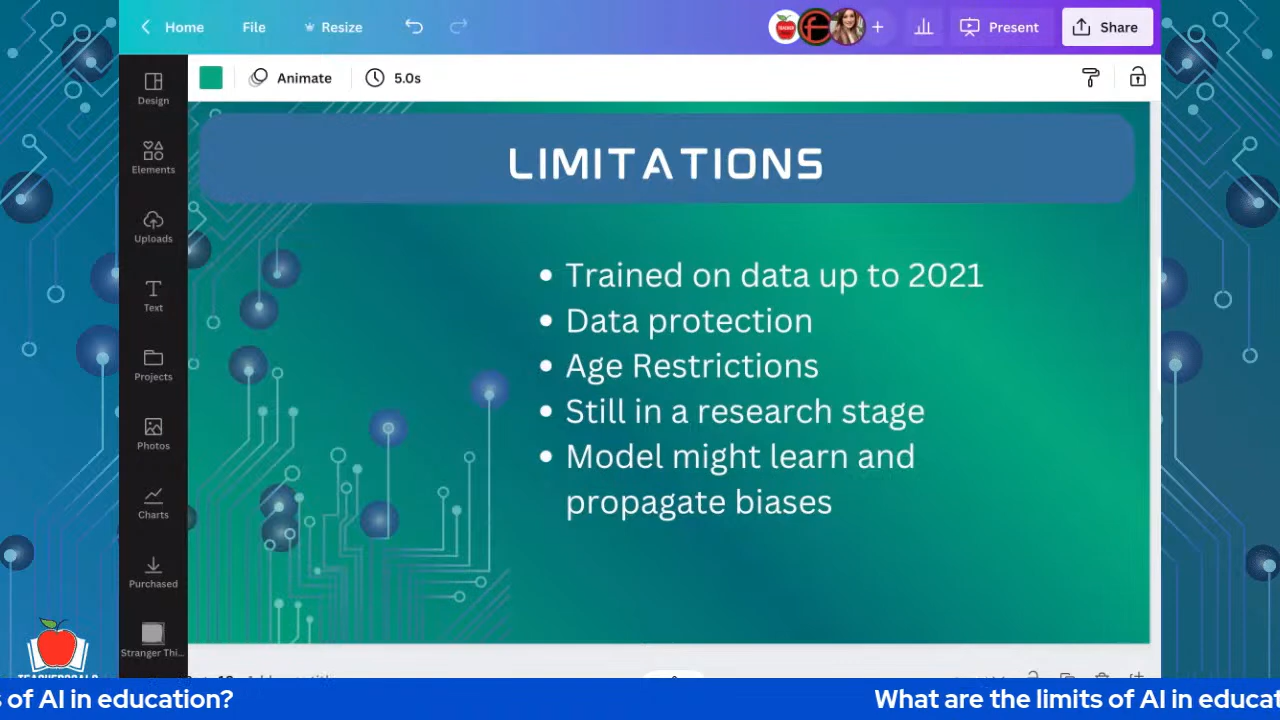 Home File Resize Present Share
Animate 5.0s
Design
Elements
Uploads
Text
Projects
Photos
Charts
Purchased
Stranger Thi...
LIMITATIONS
• Trained on data up to 2021
• Data protection
• Age Restrictions
• Still in a research stage
• Model might learn and
propagate biases
s of AI in education? What are the limits of AI in educat